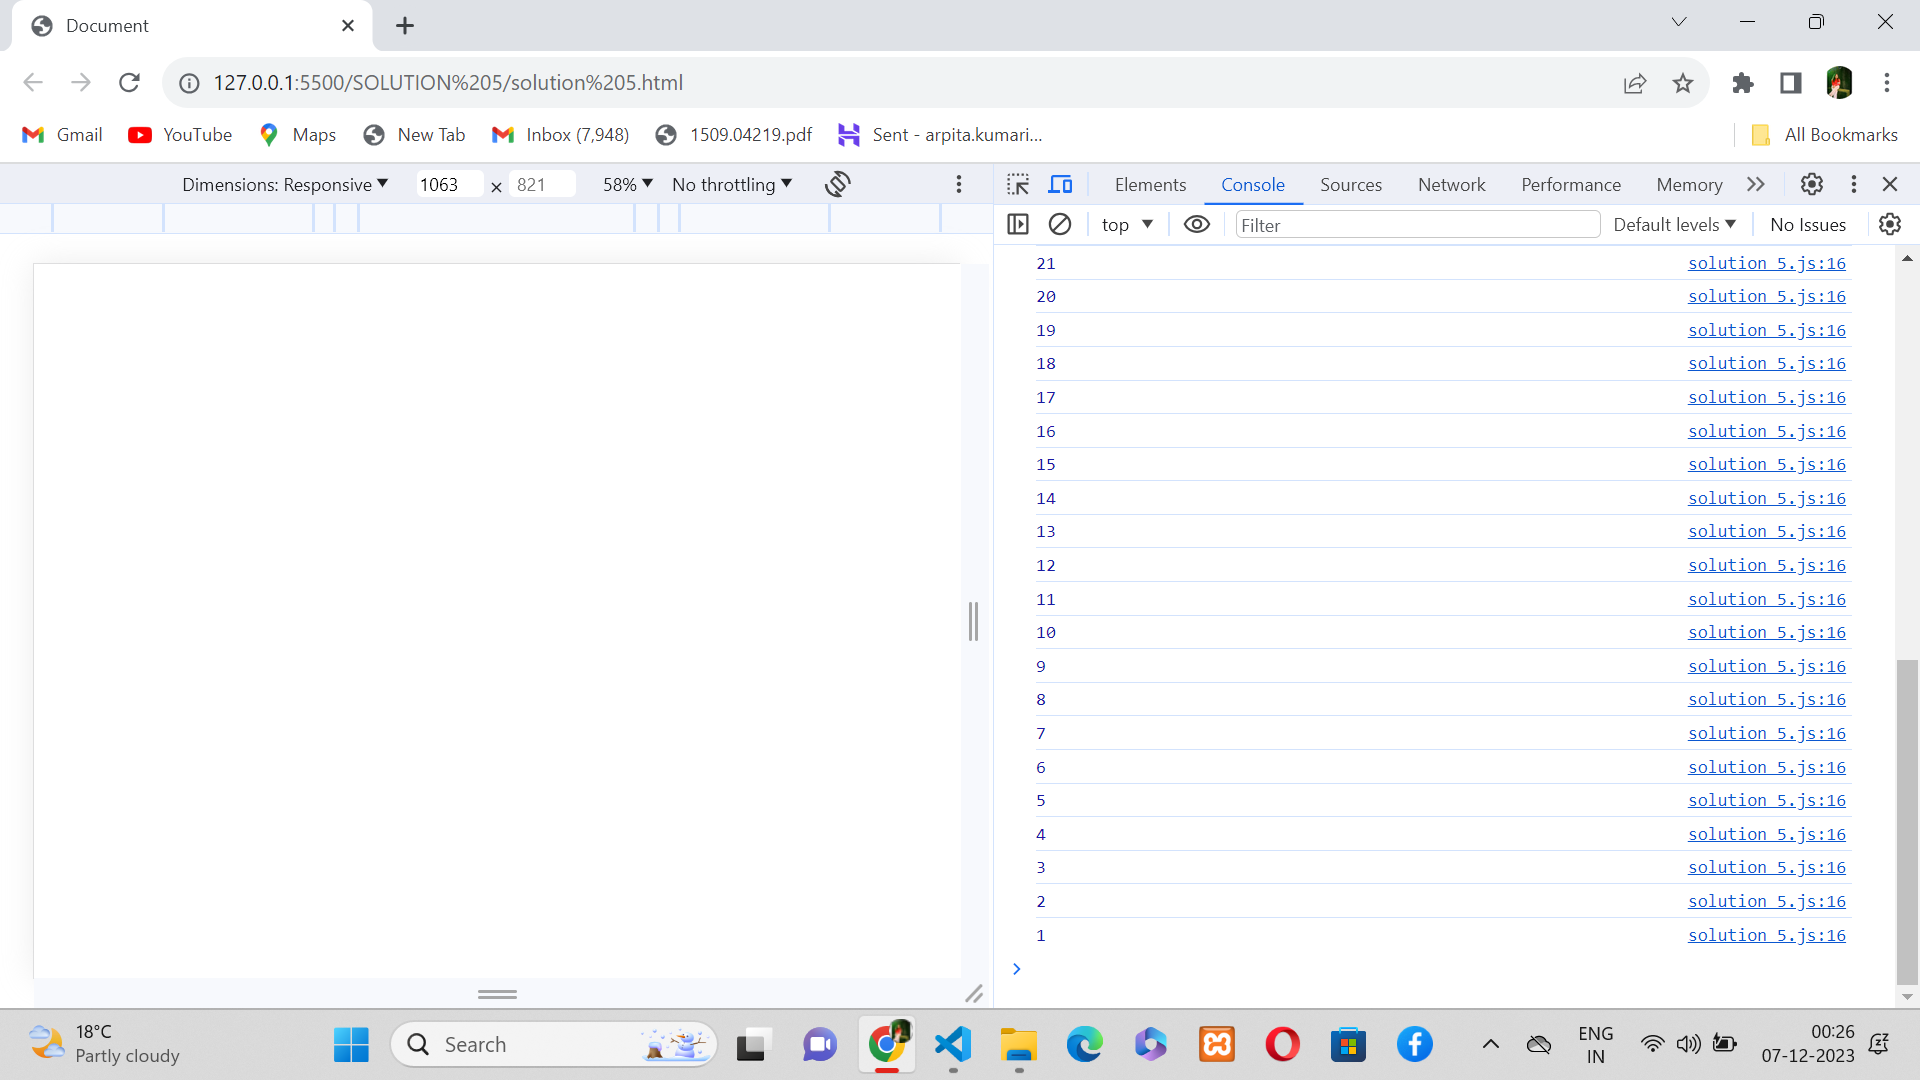 Document
127.0.0.1:5500/SOLUTION%205/solution%205.html
Gmail YouTube Maps New Tab Inbox (7,948) 1509.04219.pdf Sent - arpita.kumari... All Bookmarks
Dimensions: Responsive 1063 × 821 58% No throttling
Elements Console Sources Network Performance Memory
top Filter Default levels No Issues
21 solution 5.js:16
20 solution 5.js:16
19 solution 5.js:16
18 solution 5.js:16
17 solution 5.js:16
16 solution 5.js:16
15 solution 5.js:16
14 solution 5.js:16
13 solution 5.js:16
12 solution 5.js:16
11 solution 5.js:16
10 solution 5.js:16
9 solution 5.js:16
8 solution 5.js:16
7 solution 5.js:16
6 solution 5.js:16
5 solution 5.js:16
4 solution 5.js:16
3 solution 5.js:16
2 solution 5.js:16
1 solution 5.js:16
18°C
Partly cloudy
Search
ENG
IN
00:26
07-12-2023